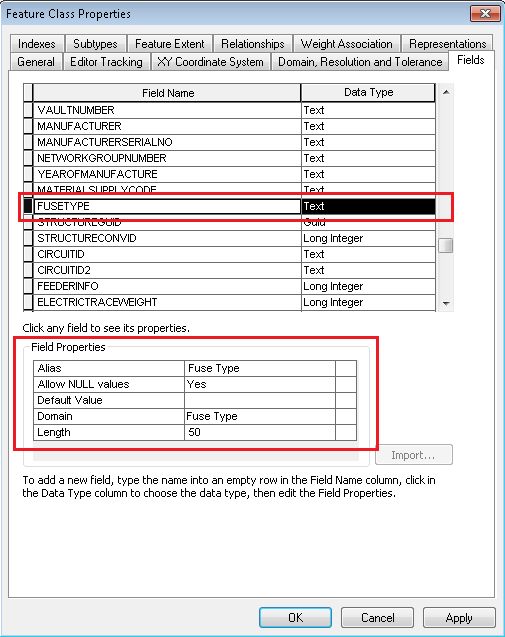 Feature Class Properties
Indexes Subtypes Feature Extent Relationships Weight Association Representations
General Editor Tracking XY Coordinate System Domain, Resolution and Tolerance Fields
Field Name Data Type
VAULTNUMBER Text
MANUFACTURER Text
MANUFACTURERSERIALNO Text
NETWORKGROUPNUMBER Text
YEAROFMANUFACTURE Text
MATERIALSUPPLYCODE Text
FUSETYPE Text
STRUCTUREGUID Guid
STRUCTURECONVID Long Integer
CIRCUITID Text
CIRCUITID2 Text
FEEDERINFO Long Integer
ELECTRICTRACEWEIGHT Long Integer
Click any field to see its properties.
Field Properties
Alias Fuse Type
Allow NULL values Yes
Default Value
Domain Fuse Type
Length 50
Import...
To add a new field, type the name into an empty row in the Field Name column, click in
the Data Type column to choose the data type, then edit the Field Properties.
OK Cancel Apply